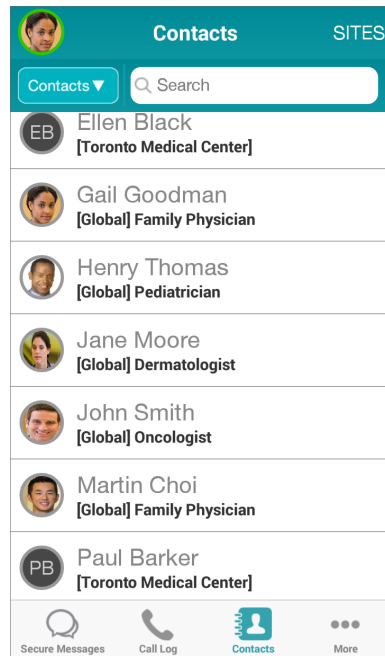 Contacts
SITES
Contacts▼
Search
EB
Ellen Black
[Toronto Medical Center]
Gail Goodman
[Global] Family Physician
Henry Thomas
[Global] Pediatrician
Jane Moore
[Global] Dermatologist
John Smith
[Global] Oncologist
Martin Choi
[Global] Family Physician
PB
Paul Barker
[Toronto Medical Center]
Secure Messages
Call Log
Contacts
More